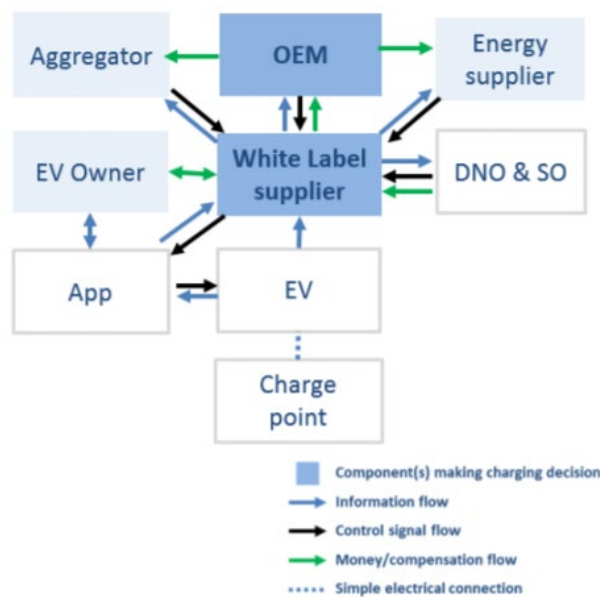 Aggregator
OEM
Energy
supplier
EV Owner
White Label
supplier
DNO & SO
App
EV
Charge
point
Component(s) making charging decision
Information flow
Control signal flow
Money/compensation flow
Simple electrical connection